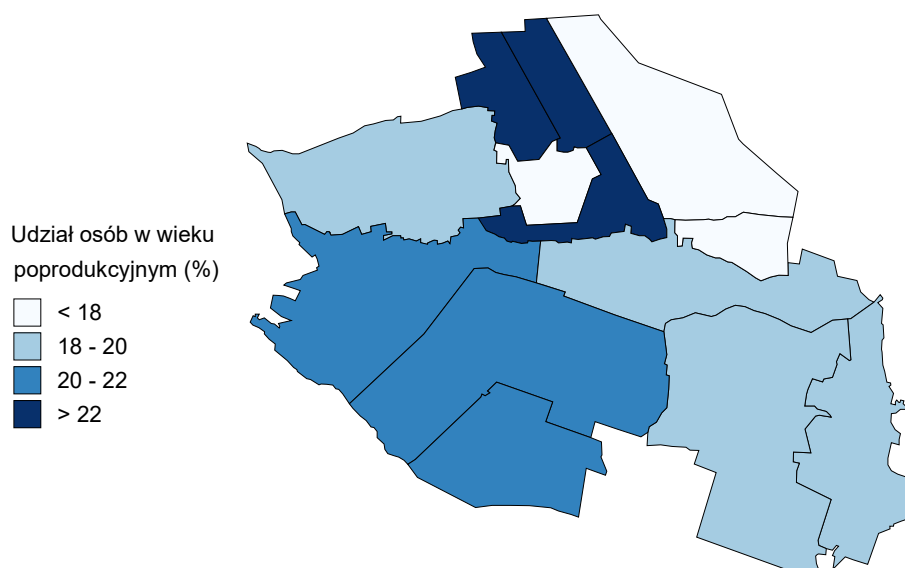 Udział osób w wieku
poprodukcyjnym (%)
< 18
18 - 20
20 - 22
> 22